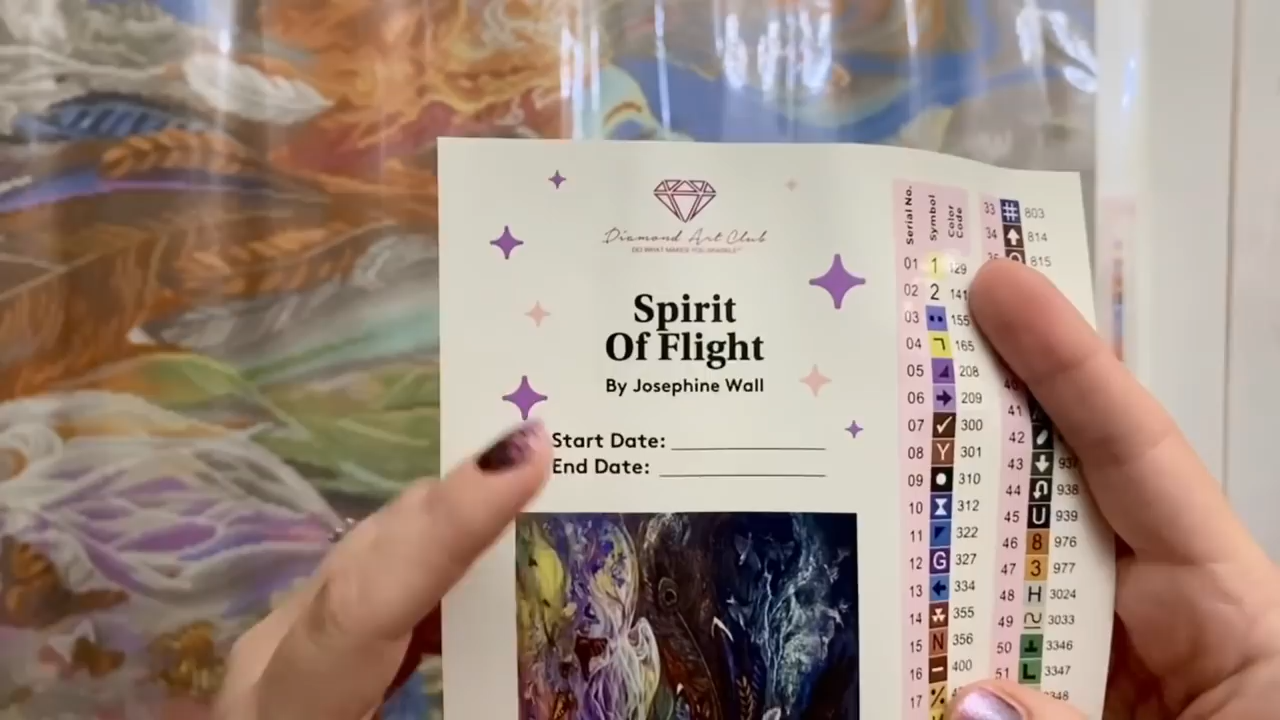 Diamond Art Club
Spirit
Of Flight
By Josephine Wall
Start Date:
End Date:
Serial No. Symbol Color Code
01 1 129
02 2 141
03 155
04 165
05 208
06 209
07 300
08 Y 301
09 310
10 312
11 322
12 G 327
13 334
14 355
15 N 356
16 400
17
33 # 803
34 814
815
41
42
43
44 938
45 U 939
46 8 976
47 3 977
48 H 3024
49 3033
50 3346
51 L 3347